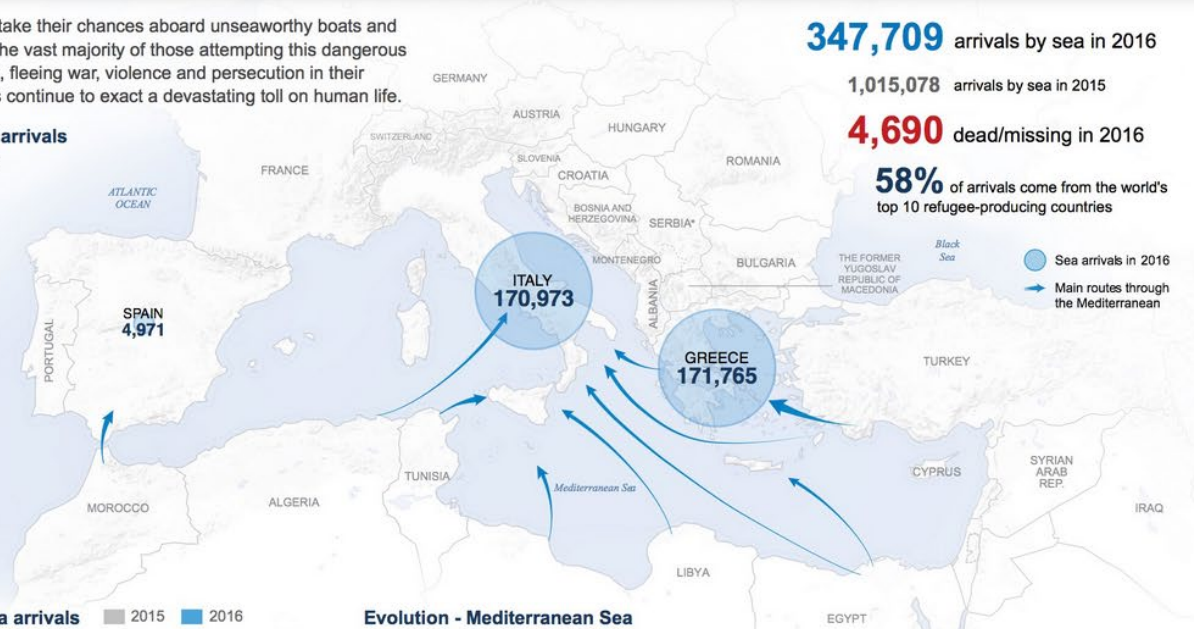 take their chances aboard unseaworthy boats and
he vast majority of those attempting this dangerous
, fleeing war, violence and persecution in their
s continue to exact a devastating toll on human life.
arrivals
347,709 arrivals by sea in 2016
1,015,078 arrivals by sea in 2015
4,690 dead/missing in 2016
58% of arrivals come from the world's
top 10 refugee-producing countries
Sea arrivals in 2016
Main routes through
the Mediterranean
GERMANY
AUSTRIA
HUNGARY
SWITZERLAND
SLOVENIA
ROMANIA
FRANCE
CROATIA
ATLANTIC
OCEAN
BOSNIA AND
HERZEGOVINA
SERBIA*
Black
Sea
MONTENEGRO
BULGARIA
THE FORMER
YUGOSLAV
REPUBLIC OF
MACEDONIA
ITALY
170,973
ALBANIA
SPAIN
4,971
PORTUGAL
GREECE
171,765
TURKEY
TUNISIA
CYPRUS
SYRIAN
ARAB
REP.
Mediterranean Sea
MOROCCO
ALGERIA
IRAQ
LIBYA
EGYPT
a arrivals
2015
2016
Evolution - Mediterranean Sea